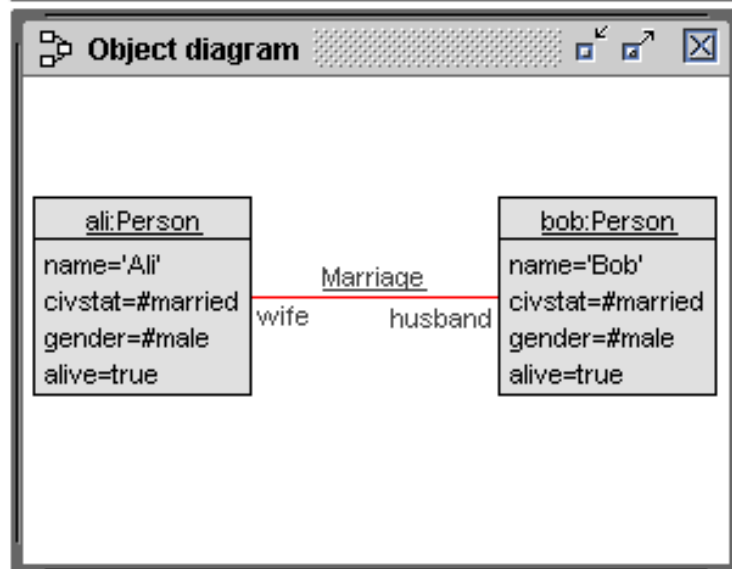 Object diagram
ali:Person
name='Ali'
civstat=#married
gender=#male
alive=true
Marriage
wife
husband
bob:Person
name='Bob'
civstat=#married
gender=#male
alive=true